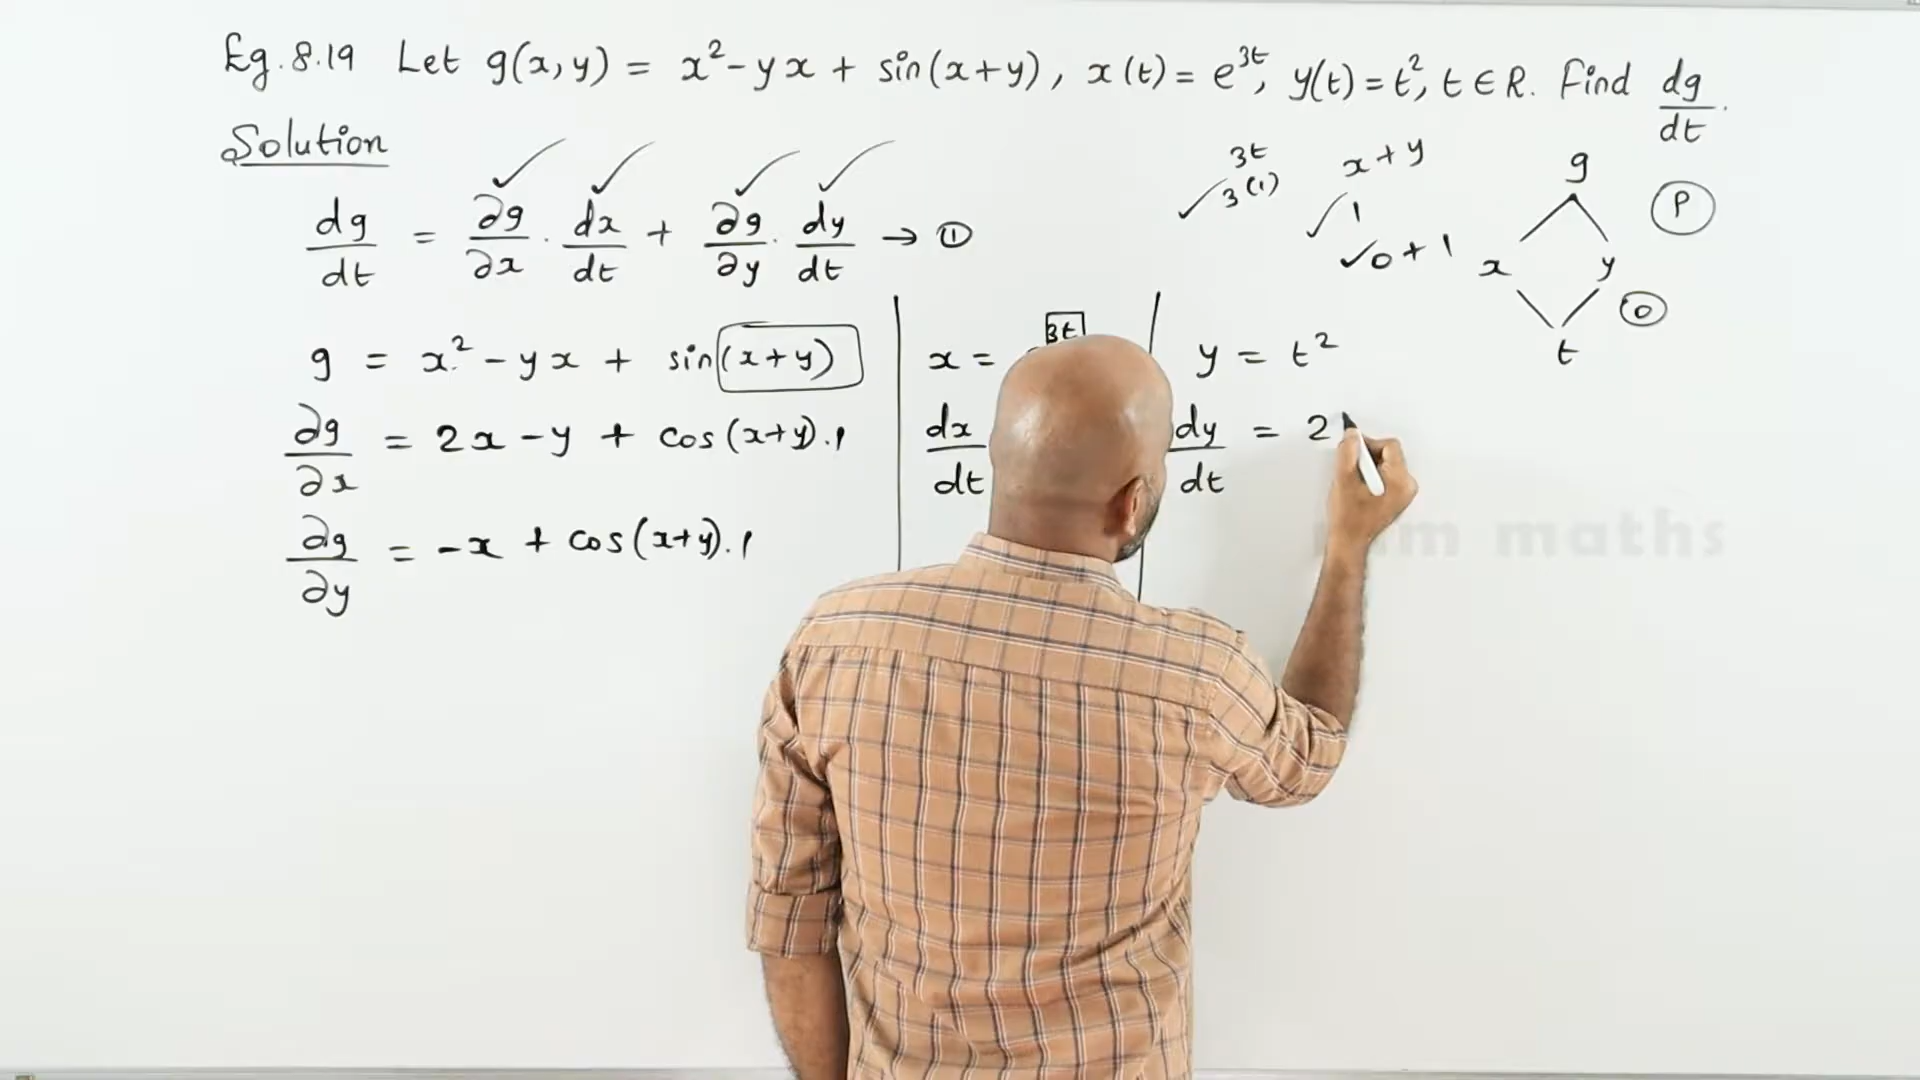 Eg. 8.19 Let g(x, y) = x² - yx + sin(x+y), x(t) = e³ᵗ, y(t) = t², t ∈ R. Find dg/dt.
Solution
dg/dt = ∂g/∂x · dx/dt + ∂g/∂y · dy/dt → ①
3t
3(1)
x + y
1
0 + 1
g
P
x y
O
t
g = x² - yx + sin(x+y)
∂g/∂x = 2x - y + cos(x+y).1
∂g/∂y = -x + cos(x+y).1
x = 3t
dx/dt
y = t²
dy/dt = 2
mm maths